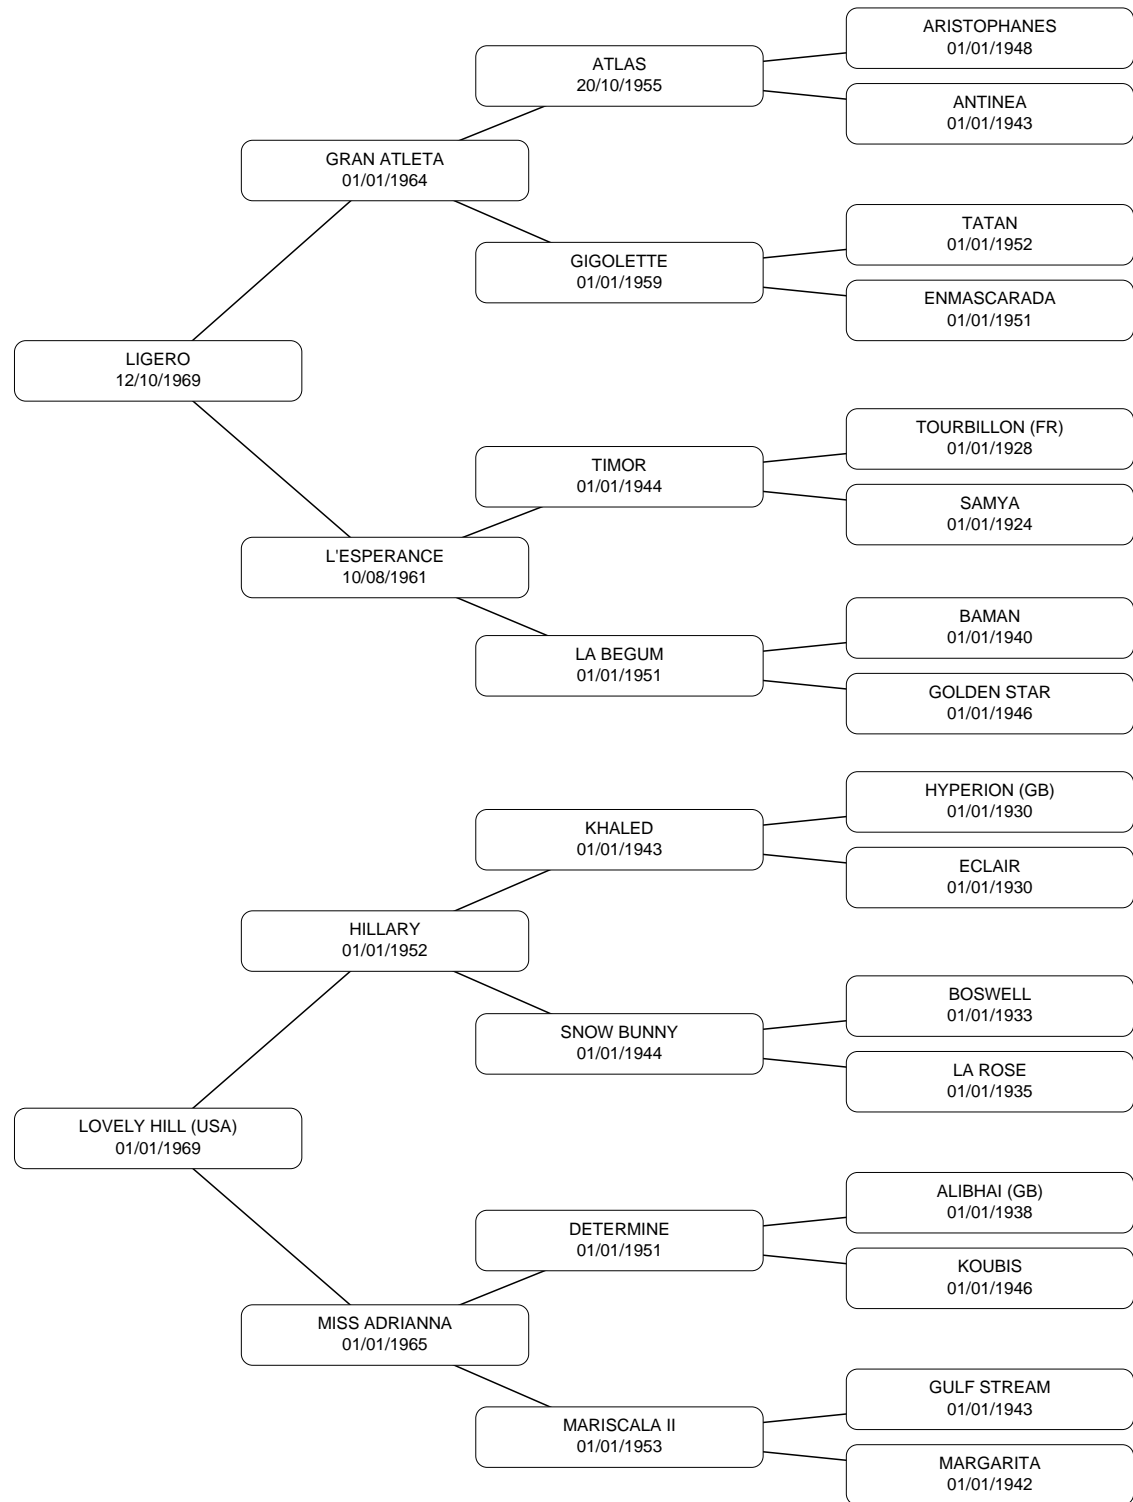 ARISTOPHANES
01/01/1948
ATLAS
20/10/1955
ANTINEA
01/01/1943
GRAN ATLETA
01/01/1964
TATAN
01/01/1952
GIGOLETTE
01/01/1959
ENMASCARADA
01/01/1951
LIGERO
12/10/1969
TOURBILLON (FR)
01/01/1928
TIMOR
01/01/1944
SAMYA
01/01/1924
L'ESPERANCE
10/08/1961
BAMAN
01/01/1940
LA BEGUM
01/01/1951
GOLDEN STAR
01/01/1946
HYPERION (GB)
01/01/1930
KHALED
01/01/1943
ECLAIR
01/01/1930
HILLARY
01/01/1952
BOSWELL
01/01/1933
SNOW BUNNY
01/01/1944
LA ROSE
01/01/1935
LOVELY HILL (USA)
01/01/1969
ALIBHAI (GB)
01/01/1938
DETERMINE
01/01/1951
KOUBIS
01/01/1946
MISS ADRIANNA
01/01/1965
GULF STREAM
01/01/1943
MARISCALA II
01/01/1953
MARGARITA
01/01/1942